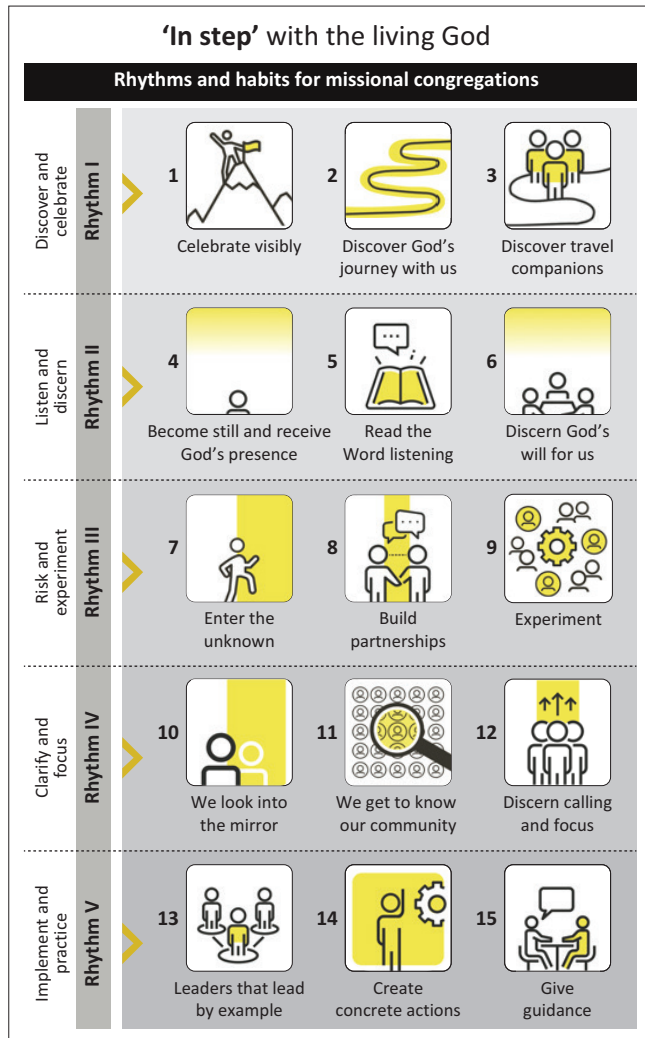 ‘In step’ with the living God
Rhythms and habits for missional congregations
Discover and
celebrate
Rhythm I
1
Celebrate visibly
2
Discover God’s
journey with us
3
Discover travel
companions
Listen and
discern
Rhythm II
4
Become still and receive
God’s presence
5
Read the
Word listening
6
Discern God’s
will for us
Risk and
experiment
Rhythm III
7
Enter the
unknown
8
Build
partnerships
9
Experiment
Clarify and
focus
Rhythm IV
10
We look into
the mirror
11
We get to know
our community
12
Discern calling
and focus
Implement and
practice
Rhythm V
13
Leaders that lead
by example
14
Create
concrete actions
15
Give
guidance